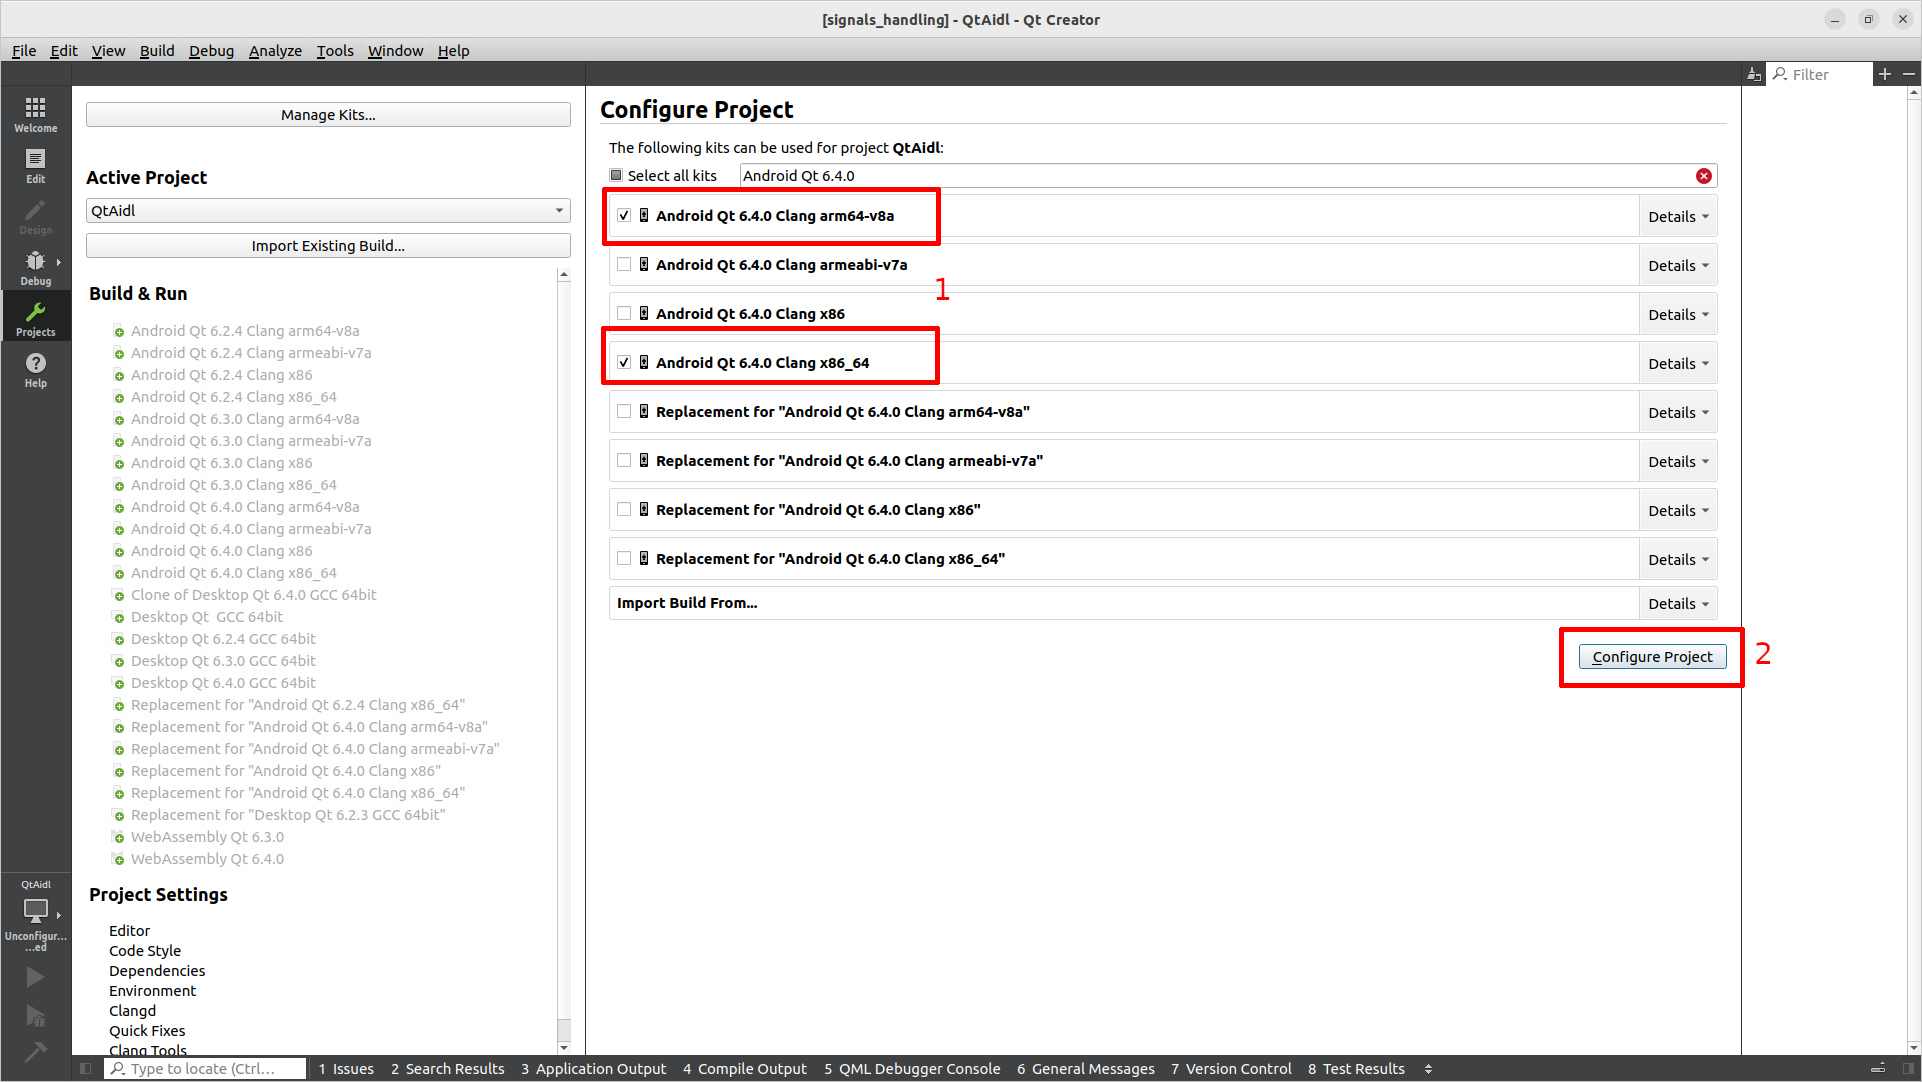 [signals_handling] - QtAidl - Qt Creator
File Edit View Build Debug Analyze Tools Window Help
Filter
Welcome
Edit
Design
Debug
Projects
Help
QtAidl
Unconfigur...
...ed
Manage Kits...
Active Project
QtAidl
Import Existing Build...
Build & Run
Android Qt 6.2.4 Clang arm64-v8a
Android Qt 6.2.4 Clang armeabi-v7a
Android Qt 6.2.4 Clang x86
Android Qt 6.2.4 Clang x86_64
Android Qt 6.3.0 Clang arm64-v8a
Android Qt 6.3.0 Clang armeabi-v7a
Android Qt 6.3.0 Clang x86
Android Qt 6.3.0 Clang x86_64
Android Qt 6.4.0 Clang arm64-v8a
Android Qt 6.4.0 Clang armeabi-v7a
Android Qt 6.4.0 Clang x86
Android Qt 6.4.0 Clang x86_64
Clone of Desktop Qt 6.4.0 GCC 64bit
Desktop Qt  GCC 64bit
Desktop Qt 6.2.4 GCC 64bit
Desktop Qt 6.3.0 GCC 64bit
Desktop Qt 6.4.0 GCC 64bit
Replacement for "Android Qt 6.2.4 Clang x86_64"
Replacement for "Android Qt 6.4.0 Clang arm64-v8a"
Replacement for "Android Qt 6.4.0 Clang armeabi-v7a"
Replacement for "Android Qt 6.4.0 Clang x86"
Replacement for "Android Qt 6.4.0 Clang x86_64"
Replacement for "Desktop Qt 6.2.3 GCC 64bit"
WebAssembly Qt 6.3.0
WebAssembly Qt 6.4.0
Project Settings
Editor
Code Style
Dependencies
Environment
Clangd
Quick Fixes
Clang Tools
Configure Project
The following kits can be used for project QtAidl:
Select all kits Android Qt 6.4.0
Android Qt 6.4.0 Clang arm64-v8a Details
Android Qt 6.4.0 Clang armeabi-v7a Details
1
Android Qt 6.4.0 Clang x86 Details
Android Qt 6.4.0 Clang x86_64 Details
Replacement for "Android Qt 6.4.0 Clang arm64-v8a" Details
Replacement for "Android Qt 6.4.0 Clang armeabi-v7a" Details
Replacement for "Android Qt 6.4.0 Clang x86" Details
Replacement for "Android Qt 6.4.0 Clang x86_64" Details
Import Build From... Details
Configure Project 2
Type to locate (Ctrl... 1 Issues 2 Search Results 3 Application Output 4 Compile Output 5 QML Debugger Console 6 General Messages 7 Version Control 8 Test Results